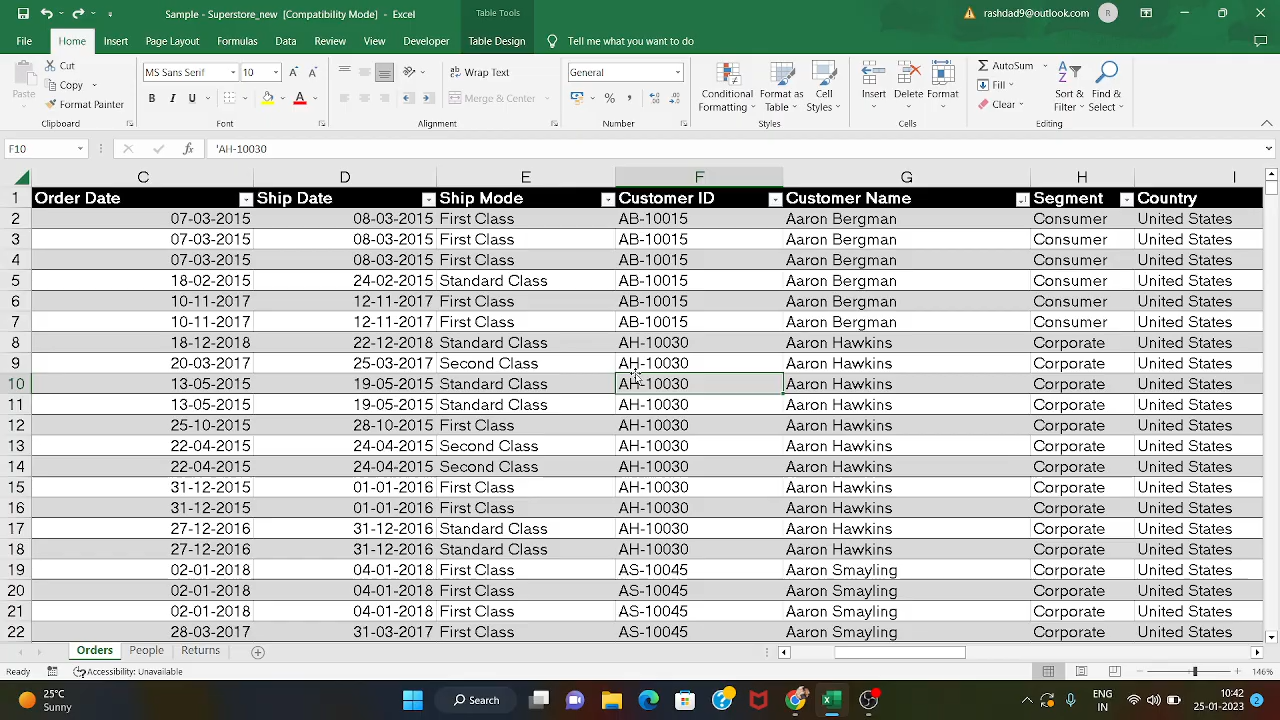 Sample - Superstore_new [Compatibility Mode] - Excel
Table Tools
rashdad9@outlook.com
R
File Home Insert Page Layout Formulas Data Review View Developer Table Design Tell me what you want to do
Paste
Cut
Copy
Format Painter
Clipboard
MS Sans Serif 10
B I U
Font
Wrap Text
Merge & Center
Alignment
General
Number
Conditional Formatting
Format as Table
Cell Styles
Styles
Insert Delete Format
Cells
AutoSum
Fill
Clear
Sort & Filter
Find & Select
Editing
F10 'AH-10030
C D E F G H I
1 Order Date Ship Date Ship Mode Customer ID Customer Name Segment Country
2 07-03-2015 08-03-2015 First Class AB-10015 Aaron Bergman Consumer United States
3 07-03-2015 08-03-2015 First Class AB-10015 Aaron Bergman Consumer United States
4 07-03-2015 08-03-2015 First Class AB-10015 Aaron Bergman Consumer United States
5 18-02-2015 24-02-2015 Standard Class AB-10015 Aaron Bergman Consumer United States
6 10-11-2017 12-11-2017 First Class AB-10015 Aaron Bergman Consumer United States
7 10-11-2017 12-11-2017 First Class AB-10015 Aaron Bergman Consumer United States
8 18-12-2018 22-12-2018 Standard Class AH-10030 Aaron Hawkins Corporate United States
9 20-03-2017 25-03-2017 Second Class AH-10030 Aaron Hawkins Corporate United States
10 13-05-2015 19-05-2015 Standard Class AH-10030 Aaron Hawkins Corporate United States
11 13-05-2015 19-05-2015 Standard Class AH-10030 Aaron Hawkins Corporate United States
12 25-10-2015 28-10-2015 First Class AH-10030 Aaron Hawkins Corporate United States
13 22-04-2015 24-04-2015 Second Class AH-10030 Aaron Hawkins Corporate United States
14 22-04-2015 24-04-2015 Second Class AH-10030 Aaron Hawkins Corporate United States
15 31-12-2015 01-01-2016 First Class AH-10030 Aaron Hawkins Corporate United States
16 31-12-2015 01-01-2016 First Class AH-10030 Aaron Hawkins Corporate United States
17 27-12-2016 31-12-2016 Standard Class AH-10030 Aaron Hawkins Corporate United States
18 27-12-2016 31-12-2016 Standard Class AH-10030 Aaron Hawkins Corporate United States
19 02-01-2018 04-01-2018 First Class AS-10045 Aaron Smayling Corporate United States
20 02-01-2018 04-01-2018 First Class AS-10045 Aaron Smayling Corporate United States
21 02-01-2018 04-01-2018 First Class AS-10045 Aaron Smayling Corporate United States
22 28-03-2017 31-03-2017 First Class AS-10045 Aaron Smayling Corporate United States
Orders People Returns
Ready Accessibility: Unavailable 146%
25°C
Sunny
Search
ENG
IN
10:42
25-01-2023
2